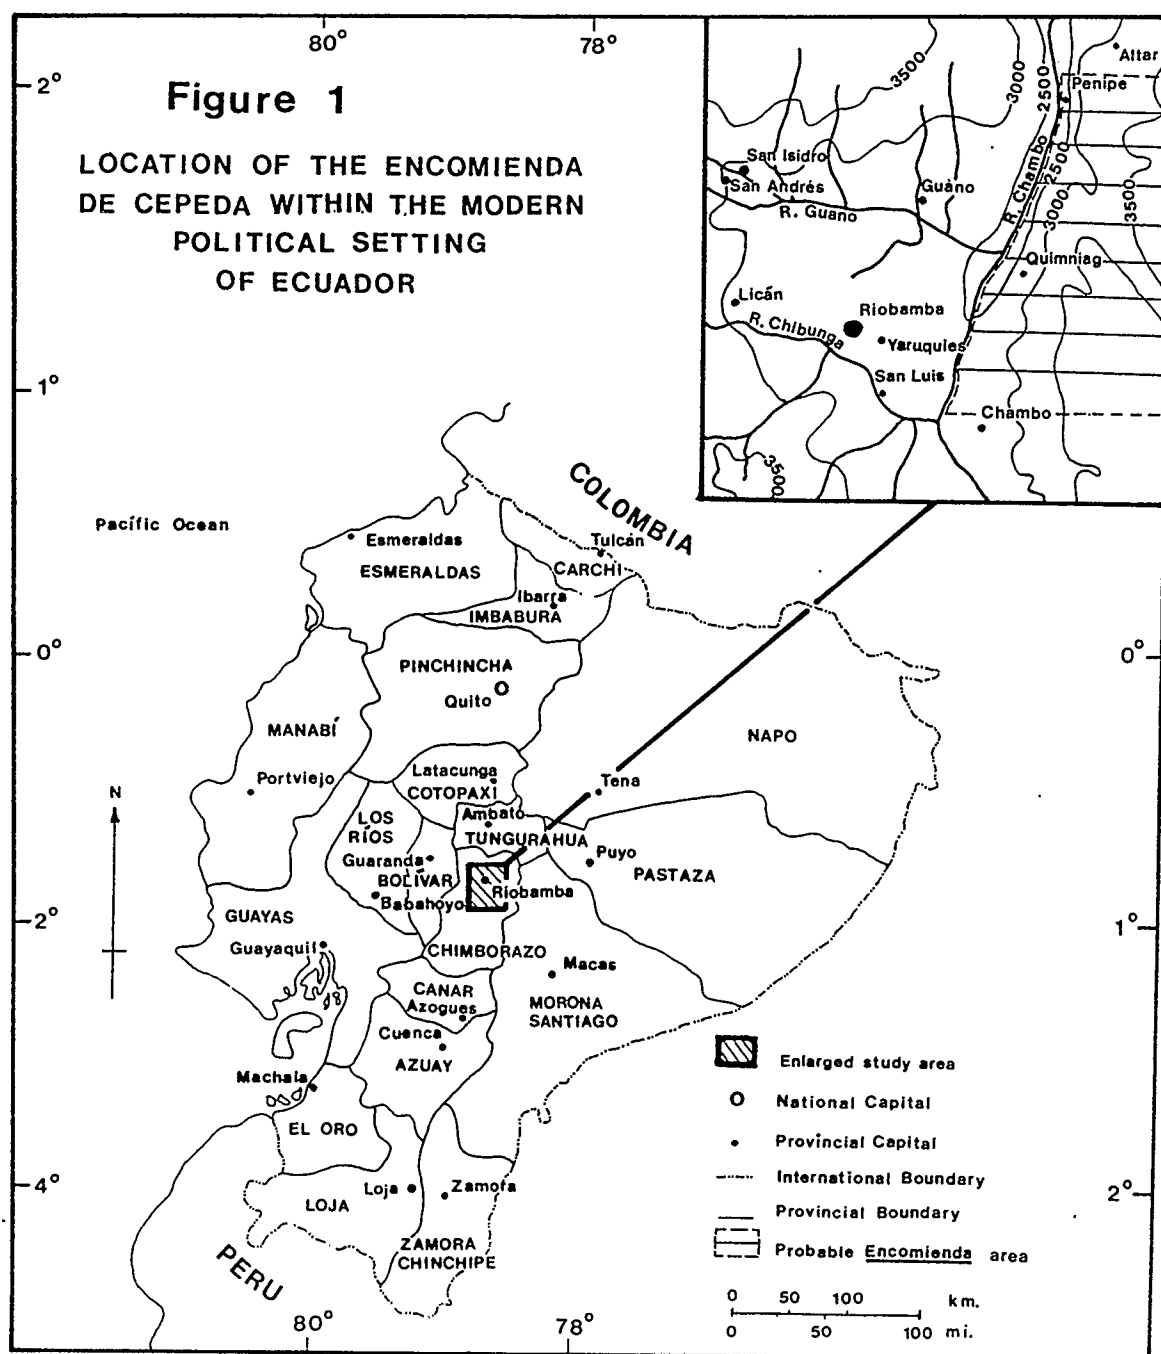 80°
78°
2°
Figure 1
LOCATION OF THE ENCOMIENDA
DE CEPEDA WITHIN THE MODERN
POLITICAL SETTING
OF ECUADOR
3500
3000
2500
Altar
Penipe
San Isidro
San Andrés
R. Guano
Guano
R. Chambo
2500
3000
3500
Quimniag
Licán
R. Chibunga
Riobamba
Yaruquies
San Luis
Chambo
3500
1°
COLOMBIA
Pacífic Ocean
Esmeraldas
ESMERALDAS
Tulcán
CARCHI
Ibarra
IMBABURA
0°
0°
PINCHINCHA
Quito
MANABÍ
NAPO
Portviejo
Latacunga
COTOPAXI
Tena
N
LOS
RÍOS
Ambato
TUNGURAHUA
Guaranda
BOLIVAR
Babahoyo
Riobamba
Puyo
PASTAZA
2°
1°
GUAYAS
Guayaquil
CHIMBORAZO
Macas
CANAR
Azogues
MORONA
SANTIAGO
Cuenca
AZUAY
Machala
EL ORO
Enlarged study area
National Capital
Provincial Capital
International Boundary
Provincial Boundary
Probable Encomienda area
4°
2°
Loja
Zamora
LOJA
ZAMORA
CHINCHIPE
PERU
0 50 100 km.
0 50 100 mi.
80°
78°